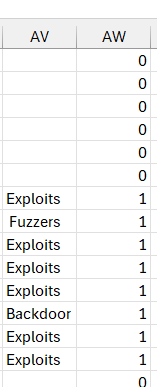 AV AW
0
0
0
0
0
0
Exploits 1
Fuzzers 1
Exploits 1
Exploits 1
Exploits 1
Backdoor 1
Exploits 1
Exploits 1
0